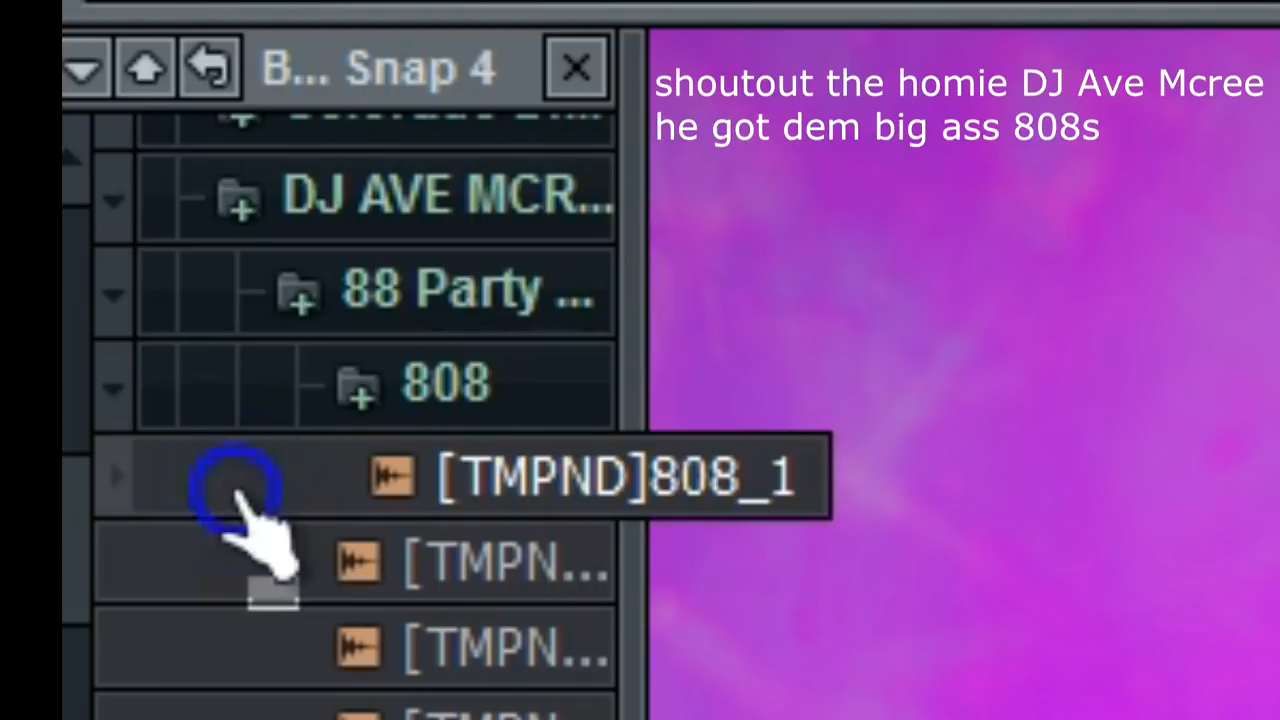 B... Snap 4
shoutout the homie DJ Ave Mcree
he got dem big ass 808s
DJ AVE MCR...
88 Party ...
808
[TMPND]808_1
[TMPN...
[TMPN...